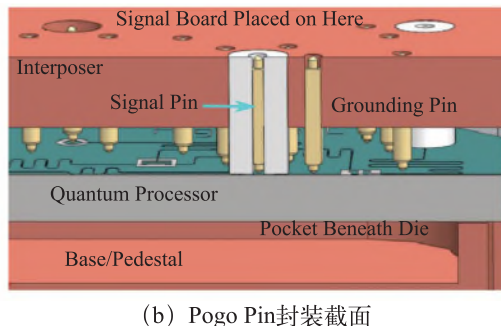 Signal Board Placed on Here
Interposer
Signal Pin
Grounding Pin
Quantum Processor
Pocket Beneath Die
Base/Pedestal
（b）Pogo Pin封装截面